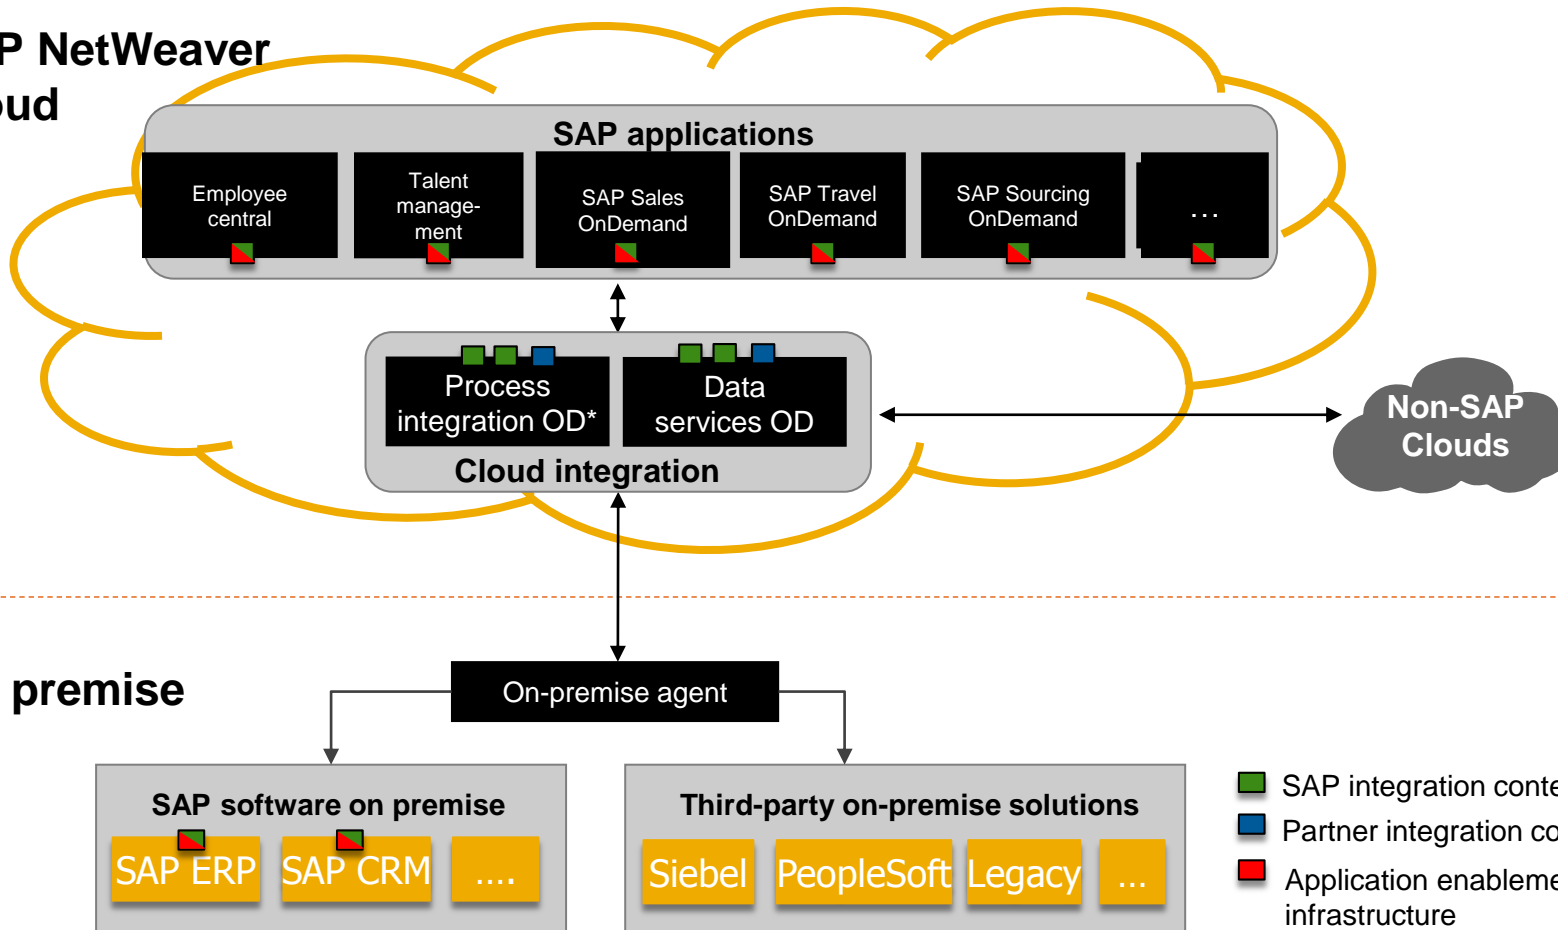 P NetWeaver
oud
SAP applications
Employee
central
Talent
manage-
ment
SAP Sales
OnDemand
SAP Travel
OnDemand
SAP Sourcing
OnDemand
...
Process
integration OD*
Data
services OD
Cloud integration
Non-SAP
Clouds
premise
On-premise agent
SAP software on premise
SAP ERP
SAP CRM
....
Third-party on-premise solutions
Siebel
PeopleSoft
Legacy
...
SAP integration conte
Partner integration co
Application enableme
infrastructure